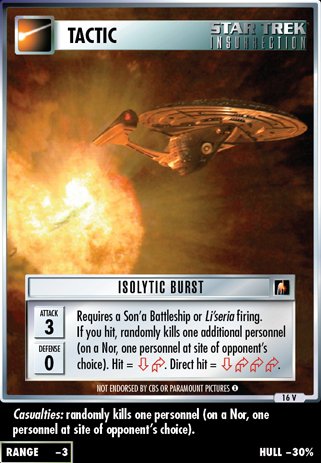 TACTIC
STAR TREK
INSURRECTION
ISOLYTIC BURST
ATTACK
3
DEFENSE
0
Requires a Son'a Battleship or Li'seria firing.
If you hit, randomly kills one additional personnel
(on a Nor, one personnel at site of opponent's
choice). Hit = . Direct hit =
NOT ENDORSED BY CBS OR PARAMOUNT PICTURES
16 V
Casualties: randomly kills one personnel (on a Nor, one
personnel at site of opponent's choice).
RANGE -3
HULL -30%